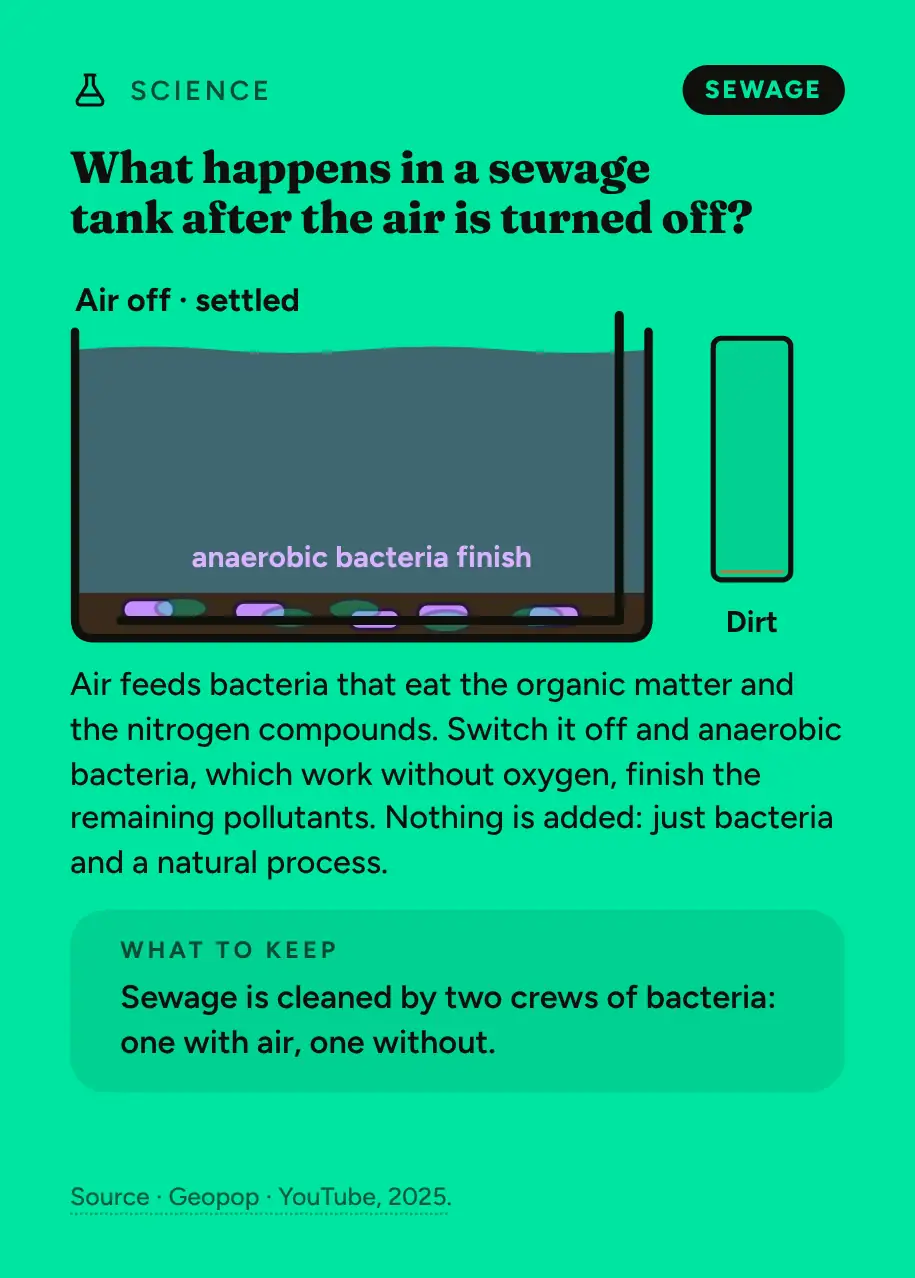 SCIENCE
SEWAGE
What happens in a sewage
tank after the air is turned off?
Air off · settled
anaerobic bacteria finish
Dirt
Air feeds bacteria that eat the organic matter and
the nitrogen compounds. Switch it off and anaerobic
bacteria, which work without oxygen, finish the
remaining pollutants. Nothing is added: just bacteria
and a natural process.
WHAT TO KEEP
Sewage is cleaned by two crews of bacteria:
one with air, one without.
Source · Geopop · YouTube, 2025.